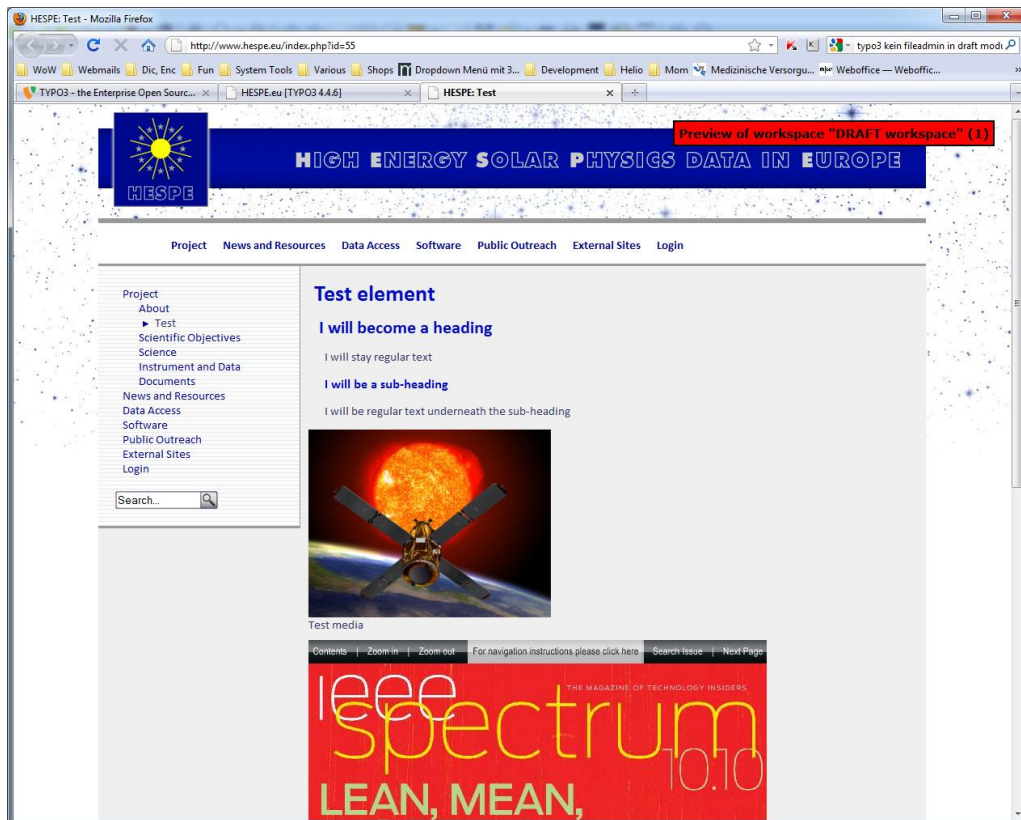 HESPE: Test - Mozilla Firefox
http://www.hespe.eu/index.php?id=55
typo3 kein fileadmin in draft modu
WoW Webmails Dic, Enc Fun System Tools Various Shops Dropdown Menü mit 3... Development Helio Mom Medizinische Versorgu... Weboffice — Weboffic...
TYPO3 - the Enterprise Open Sourc... HESPE.eu [TYPO3 4.4.6] HESPE: Test
Preview of workspace "DRAFT workspace" (1)
HIGH ENERGY SOLAR PHYSICS DATA IN EUROPE
HESPE
Project News and Resources Data Access Software Public Outreach External Sites Login
Project
About
Test
Scientific Objectives
Science
Instrument and Data
Documents
News and Resources
Data Access
Software
Public Outreach
External Sites
Login
Search...
Test element
I will become a heading
I will stay regular text
I will be a sub-heading
I will be regular text underneath the sub-heading
Test media
Contents | Zoom in | Zoom out For navigation instructions please click here Search Issue | Next Page
THE MAGAZINE OF TECHNOLOGY INSIDERS
ieee
spectrum
10.10
LEAN, MEAN,